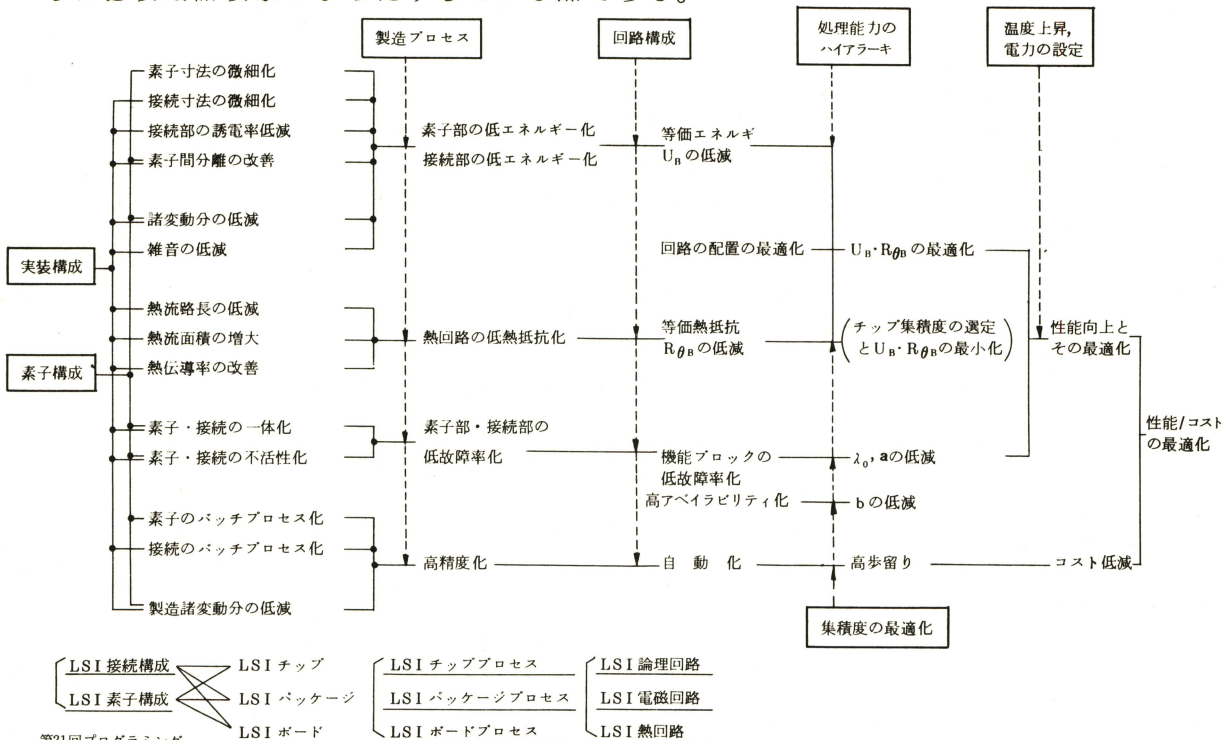 製造プロセス
回路構成
処理能力の
ハイアラーキ
温度上昇,
電力の設定
素子寸法の微細化
接続寸法の微細化
接続部の誘電率低減
素子間分離の改善
諸変動分の低減
雑音の低減
素子部の低エネルギー化
接続部の低エネルギー化
等価エネルギ
UBの低減
回路の配置の最適化
UB・RθBの最適化
実装構成
素子構成
熱流路長の低減
熱流面積の増大
熱伝導率の改善
熱回路の低熱抵抗化
等価熱抵抗
RθBの低減
(チップ集積度の選定
とUB・RθBの最小化)
性能向上と
その最適化
素子・接続の一体化
素子・接続の不活性化
素子部・接続部の
低故障率化
機能ブロックの
低故障率化
高アベイラビリティ化
λ0, aの低減
bの低減
性能/コスト
の最適化
素子のバッチプロセス化
接続のバッチプロセス化
製造諸変動分の低減
高精度化
自動化
高歩留り
コスト低減
集積度の最適化
LSI接続構成
LSI素子構成
LSIチップ
LSIパッケージ
LSIボード
LSIチッププロセス
LSIパッケージプロセス
LSIボードプロセス
LSI論理回路
LSI電磁回路
LSI熱回路
第21回プログラミング